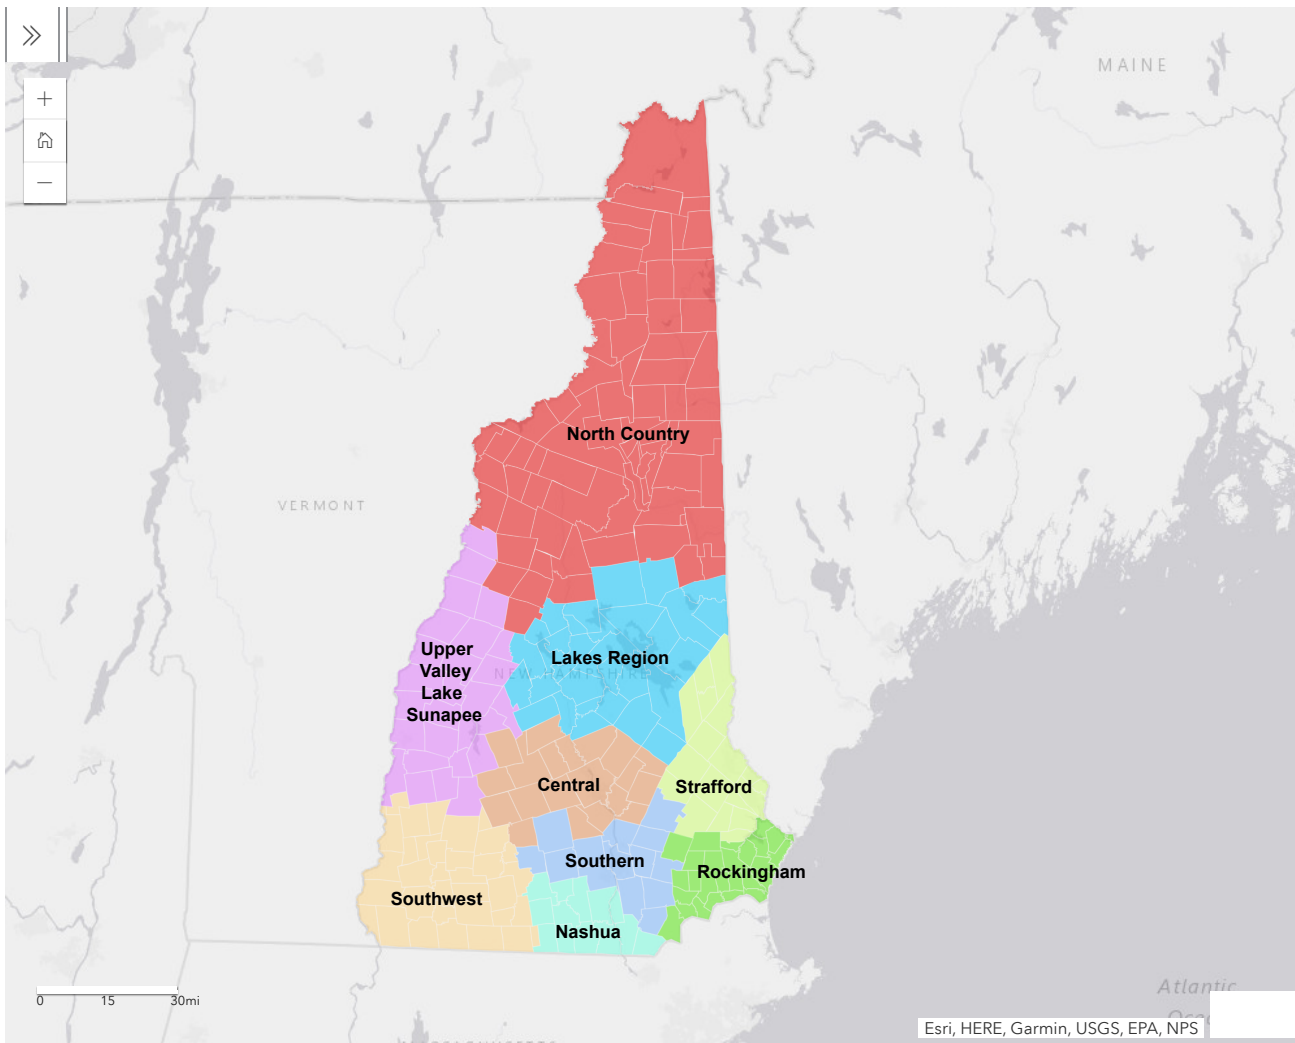 MAINE
North Country
VERMONT
Upper
Valley
Lake
Sunapee
Lakes Region
NEW HAMPSHIRE
Central
Strafford
Southern
Rockingham
Southwest
Nashua
0 15 30mi
Atlantic
Esri, HERE, Garmin, USGS, EPA, NPS